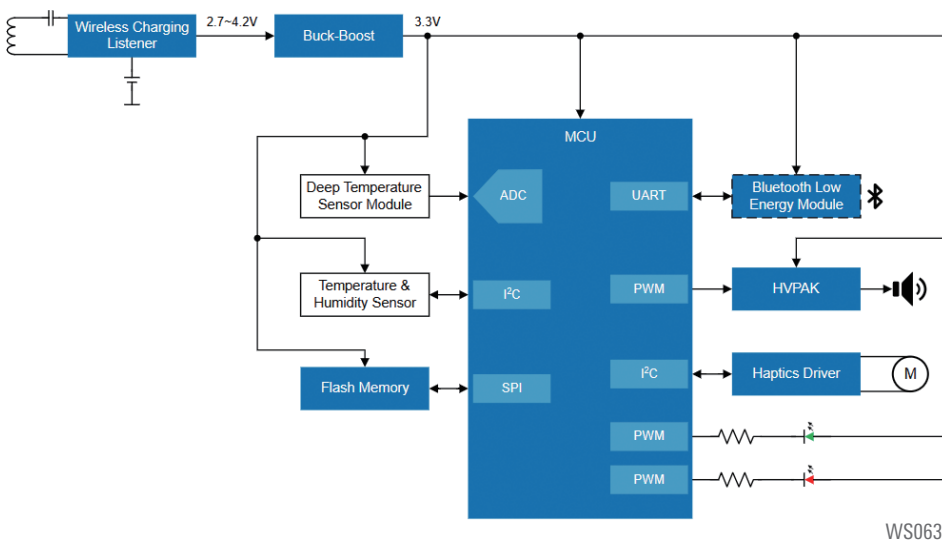 Wireless Charging
Listener
2.7~4.2V
Buck-Boost
3.3V
MCU
Deep Temperature
Sensor Module
ADC
UART
Bluetooth Low
Energy Module
Temperature &
Humidity Sensor
I²C
PWM
HVPAK
Flash Memory
SPI
I²C
Haptics Driver
M
PWM
PWM
WS063